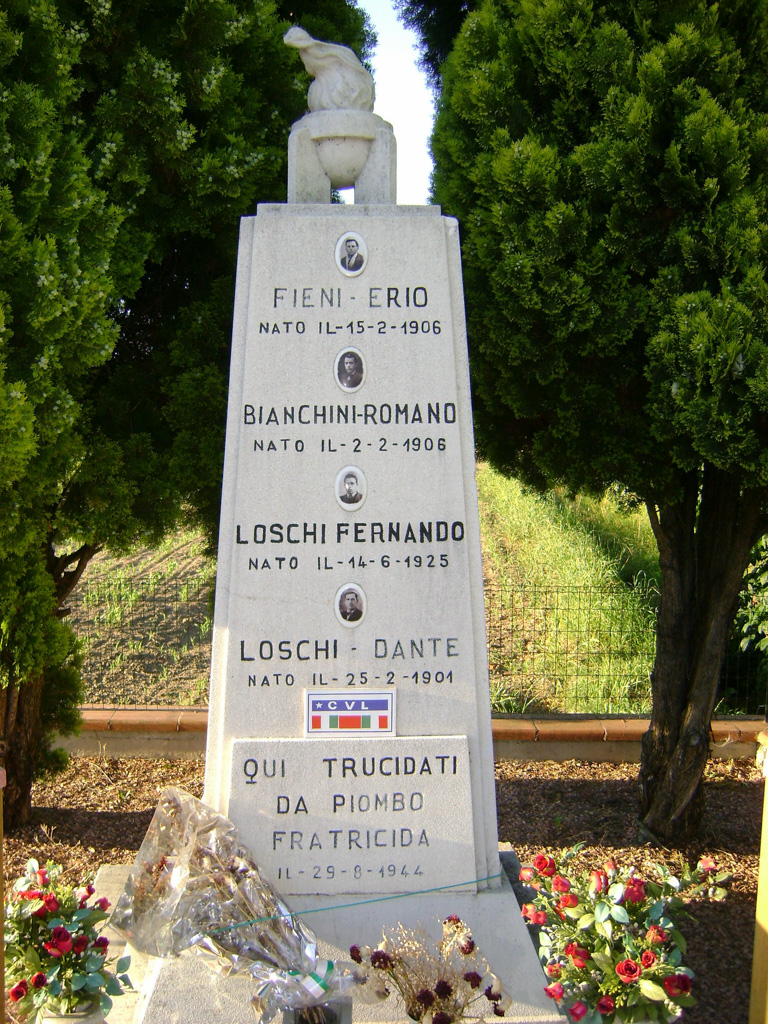 FIENI - ERIO
NATO IL-15-2-1906
BIANCHINI-ROMANO
NATO IL-2-2-1906
LOSCHI FERNANDO
NATO IL-14-6-1925
LOSCHI - DANTE
NATO IL-25-2-1901
CVL
QUI TRUCIDATI
DA PIOMBO
FRATRICIDA
IL-29-8-1944